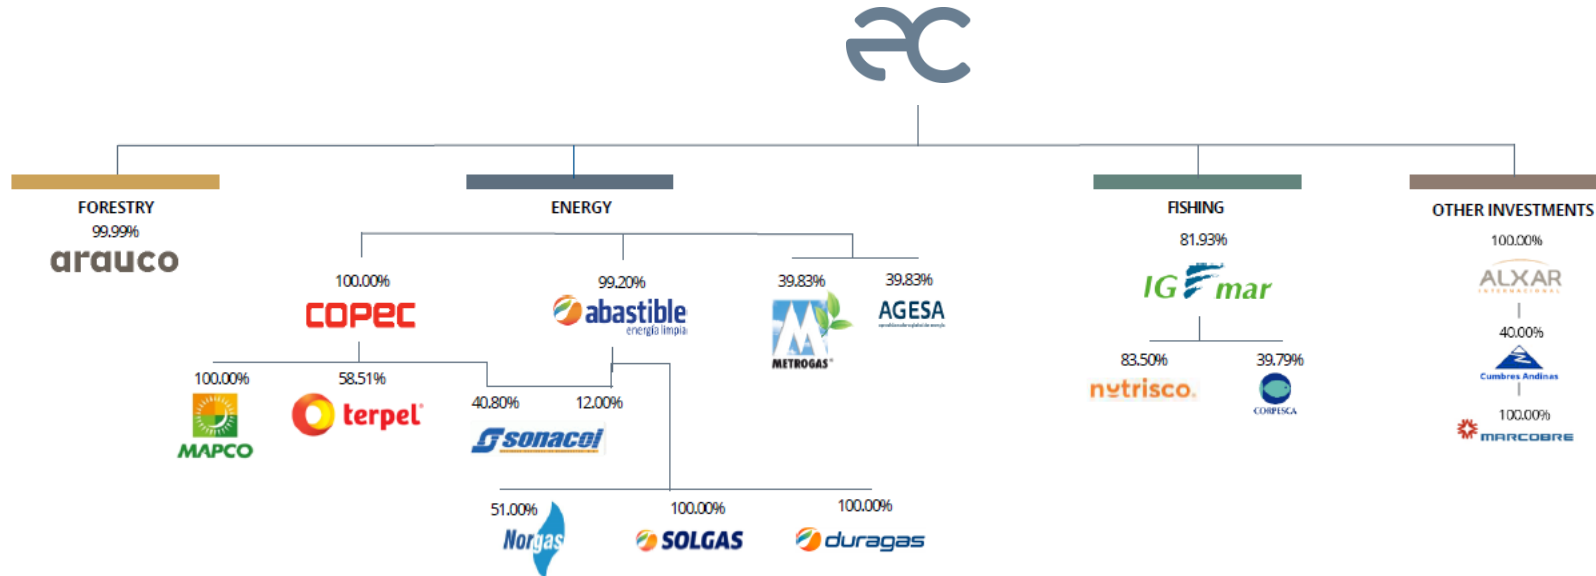 ec
FORESTRY
99.99%
arauco
ENERGY
100.00%
COPEC
99.20%
abastible
energía limpia
39.83%
METROGAS®
39.83%
AGESA
100.00%
MAPCO
58.51%
terpel®
40.80%
12.00%
sonacol
51.00%
Norgas
100.00%
SOLGAS
100.00%
duragas
FISHING
81.93%
IGEmar
83.50%
nutrisco.
39.79%
CORPESCA
OTHER INVESTMENTS
100.00%
ALXAR
INTERNATIONAL
40.00%
Cumbres Andinas
100.00%
MARCOBRE